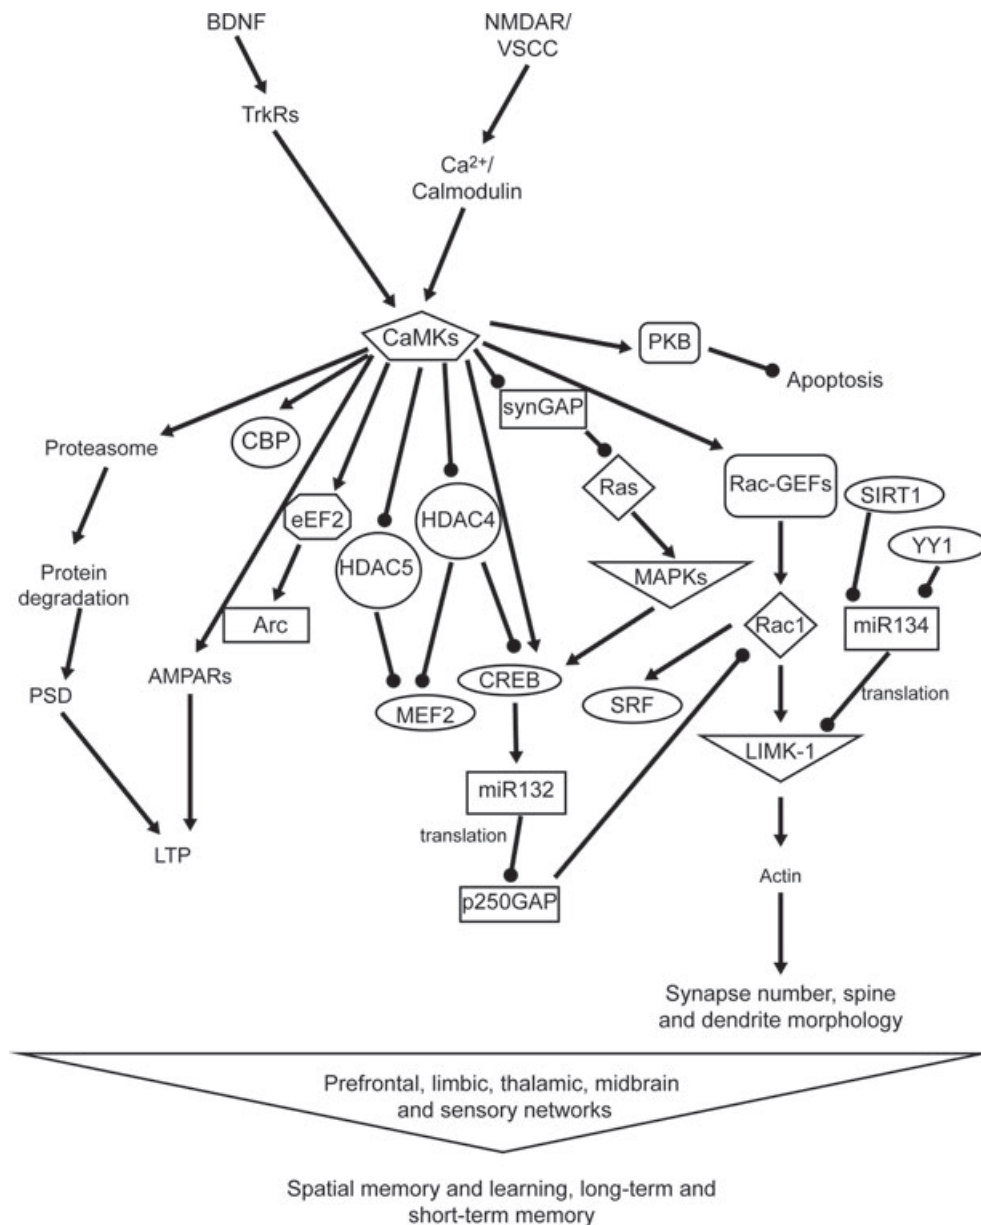 BDNF
NMDAR/
VSCC
TrkRs
Ca²⁺/
Calmodulin
CaMKs
PKB
Apoptosis
synGAP
CBP
Proteasome
Ras
Rac-GEFs
SIRT1
eEF2
HDAC4
YY1
HDAC5
MAPKs
Protein
degradation
Arc
Rac1
miR134
AMPARs
CREB
PSD
MEF2
SRF
translation
LIMK-1
miR132
translation
LTP
Actin
p250GAP
Synapse number, spine
and dendrite morphology
Prefrontal, limbic, thalamic, midbrain
and sensory networks
Spatial memory and learning, long-term and
short-term memory